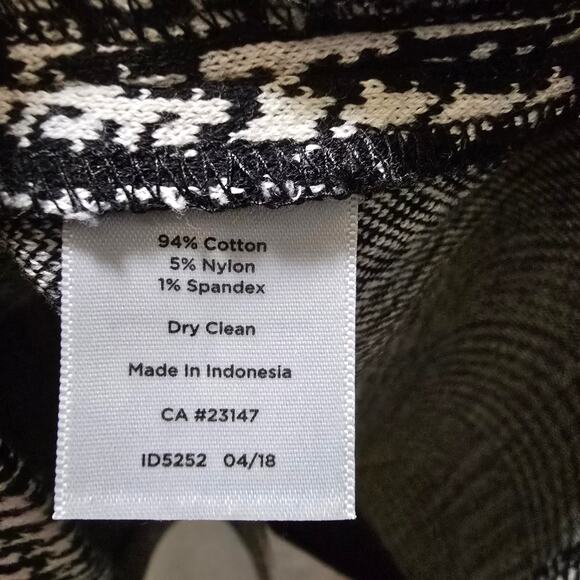 94% Cotton
5% Nylon
1% Spandex
Dry Clean
Made In Indonesia
CA #23147
ID5252 04/18